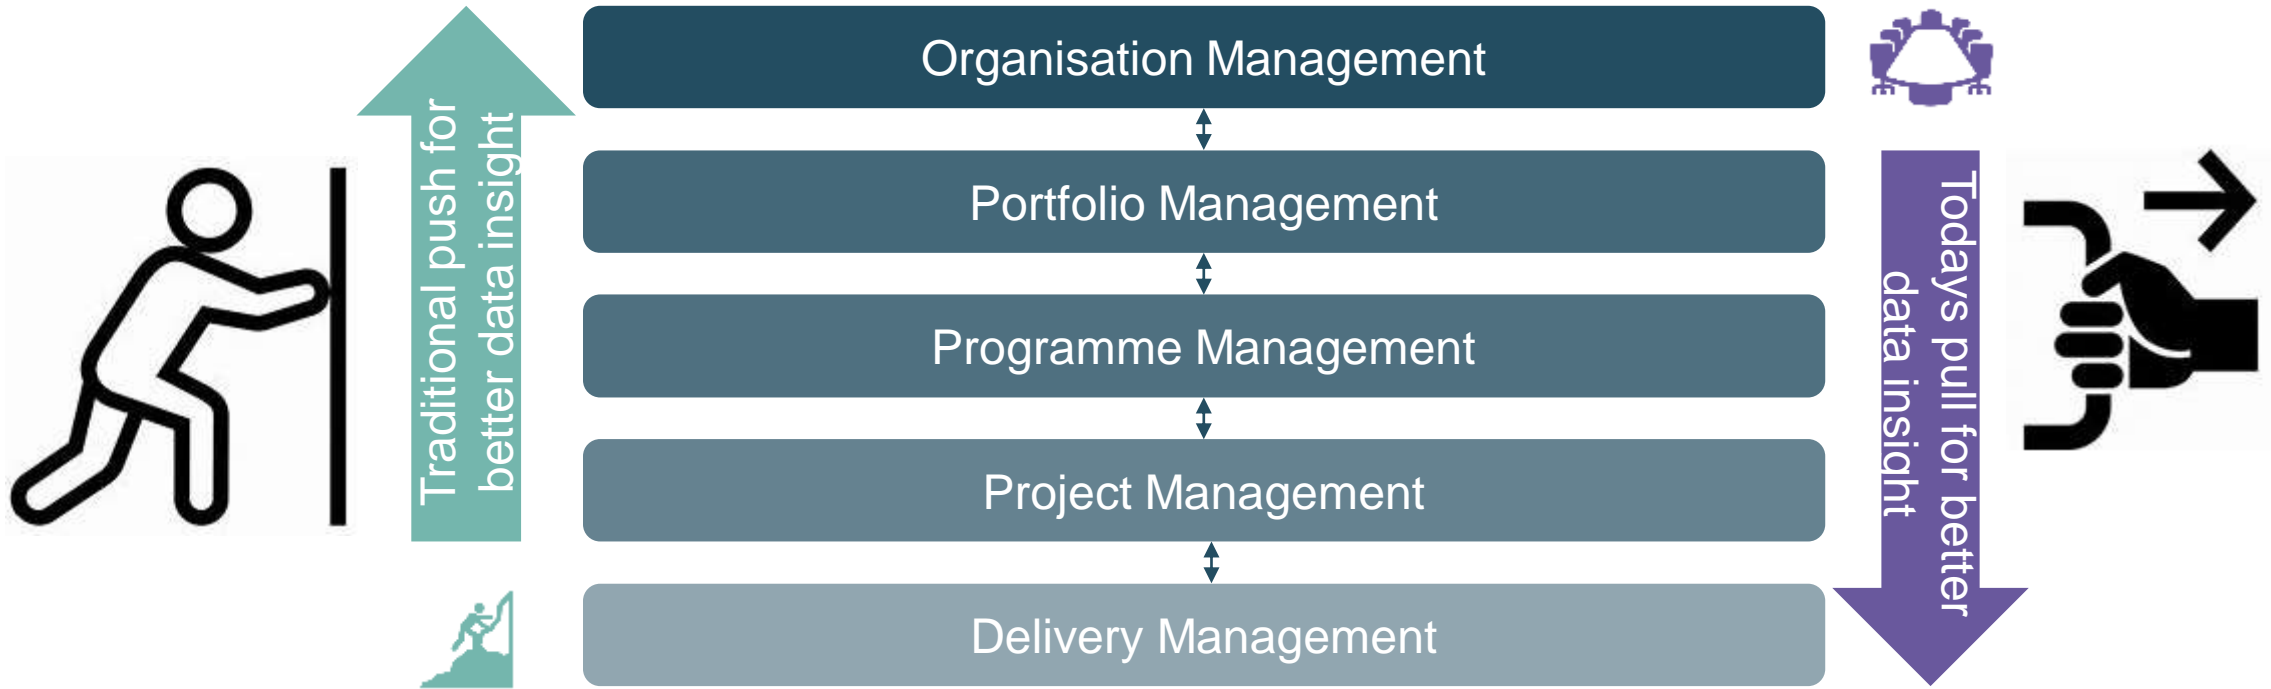 Organisation Management
Portfolio Management
Programme Management
Project Management
Delivery Management
Traditional push for
better data insight
Todays pull for better
data insight